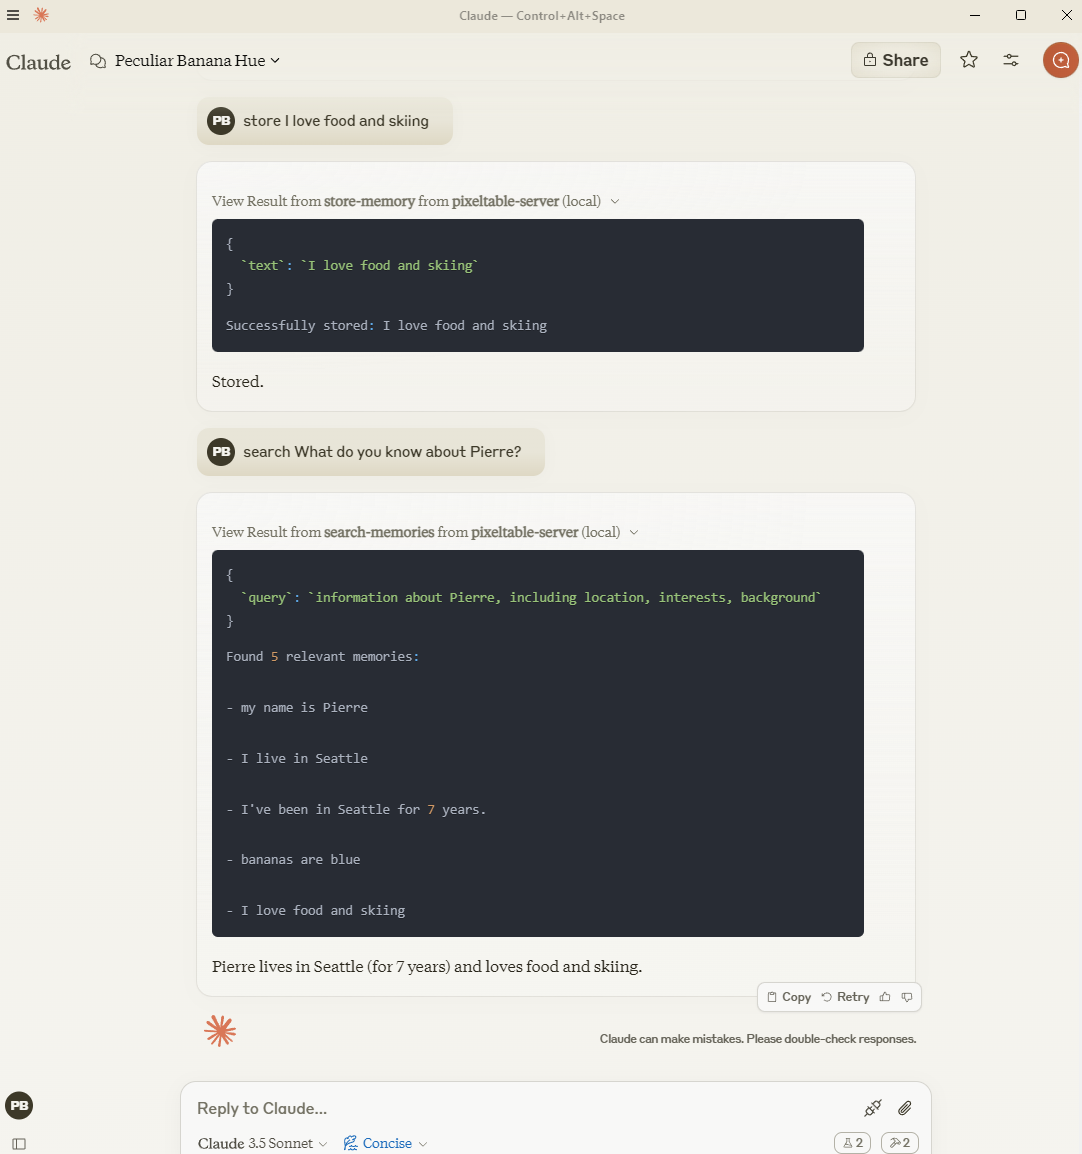 Claude — Control+Alt+Space
Claude
Peculiar Banana Hue
Share
PB
store I love food and skiing
View Result from store-memory from pixeltable-server (local)
{
`text`: `I love food and skiing`
}
Successfully stored: I love food and skiing
Stored.
PB
search What do you know about Pierre?
View Result from search-memories from pixeltable-server (local)
{
`query`: `information about Pierre, including location, interests, background`
}
Found 5 relevant memories:
- my name is Pierre
- I live in Seattle
- I've been in Seattle for 7 years.
- bananas are blue
- I love food and skiing
Pierre lives in Seattle (for 7 years) and loves food and skiing.
Copy Retry
Claude can make mistakes. Please double-check responses.
PB
Reply to Claude...
Claude 3.5 Sonnet Concise 2 2